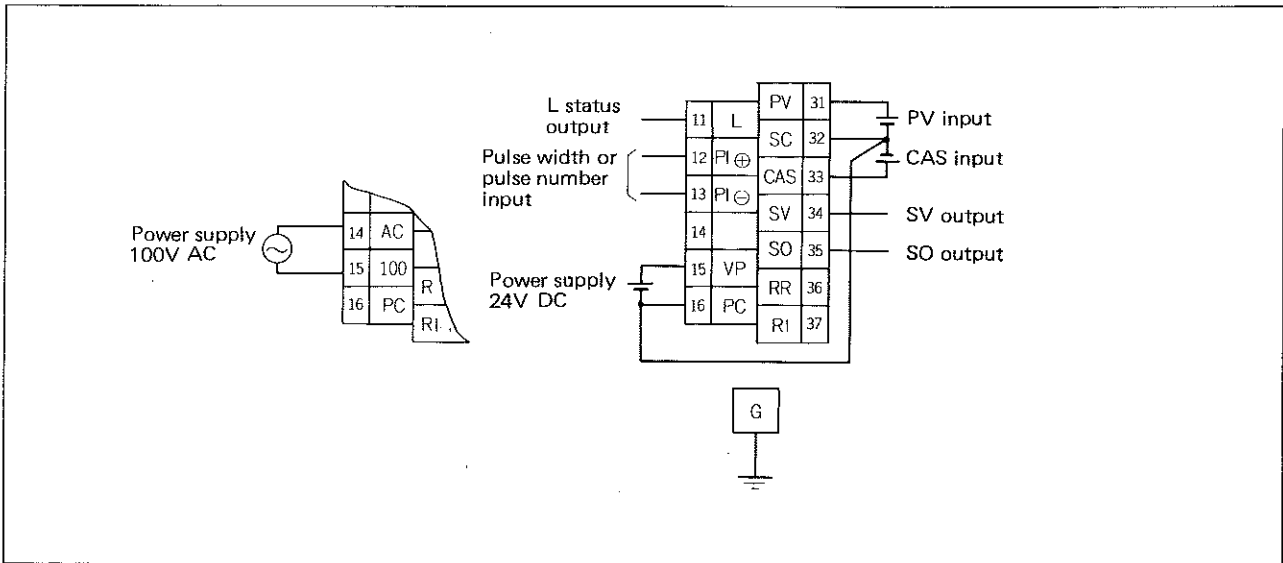 Power supply
100V AC
14 AC
15 100
16 PC
R
RI
L status
output
Pulse width or
pulse number
input
Power supply
24V DC
11 L
12 PI ⊕
13 PI ⊖
14
15 VP
16 PC
PV 31
SC 32
CAS 33
SV 34
SO 35
RR 36
RI 37
PV input
CAS input
SV output
SO output
G